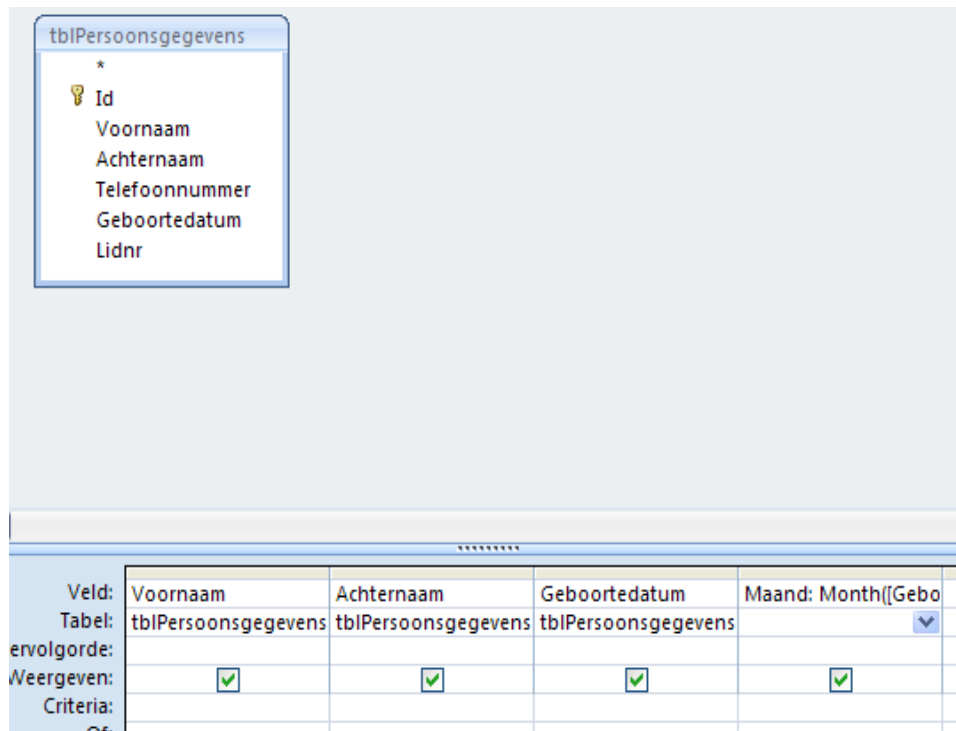 tblPersoonsgegevens
*
Id
Voornaam
Achternaam
Telefoonnummer
Geboortedatum
Lidnr
Veld: Voornaam Achternaam Geboortedatum Maand: Month([Gebo
Tabel: tblPersoonsgegevens tblPersoonsgegevens tblPersoonsgegevens
ervolgorde:
Weergeven:
Criteria:
Of: